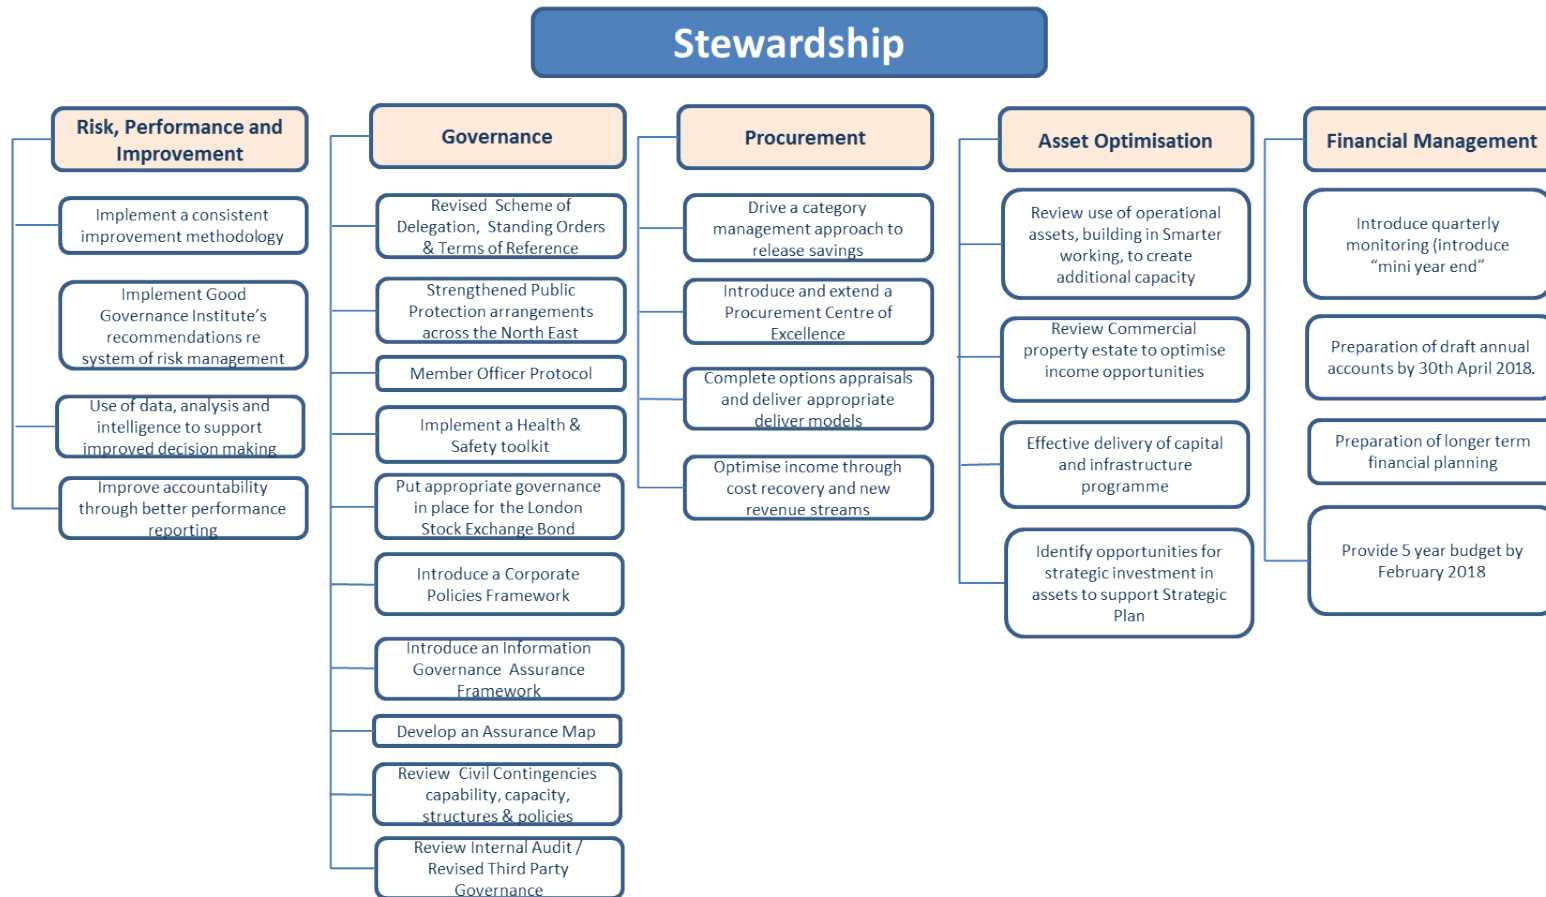 Stewardship
Risk, Performance and
Improvement
Implement a consistent
improvement methodology
Implement Good
Governance Institute's
recommendations re
system of risk management
Use of data, analysis and
intelligence to support
improved decision making
Improve accountability
through better performance
reporting
Governance
Revised Scheme of
Delegation, Standing Orders
& Terms of Reference
Strengthened Public
Protection arrangements
across the North East
Member Officer Protocol
Implement a Health &
Safety toolkit
Put appropriate governance
in place for the London
Stock Exchange Bond
Introduce a Corporate
Policies Framework
Introduce an Information
Governance Assurance
Framework
Develop an Assurance Map
Review Civil Contingencies
capability, capacity,
structures & policies
Review Internal Audit /
Revised Third Party
Governance
Procurement
Drive a category
management approach to
release savings
Introduce and extend a
Procurement Centre of
Excellence
Complete options appraisals
and deliver appropriate
deliver models
Optimise income through
cost recovery and new
revenue streams
Asset Optimisation
Review use of operational
assets, building in Smarter
working, to create
additional capacity
Review Commercial
property estate to optimise
income opportunities
Effective delivery of capital
and infrastructure
programme
Identify opportunities for
strategic investment in
assets to support Strategic
Plan
Financial Management
Introduce quarterly
monitoring (introduce
“mini year end”
Preparation of draft annual
accounts by 30th April 2018.
Preparation of longer term
financial planning
Provide 5 year budget by
February 2018